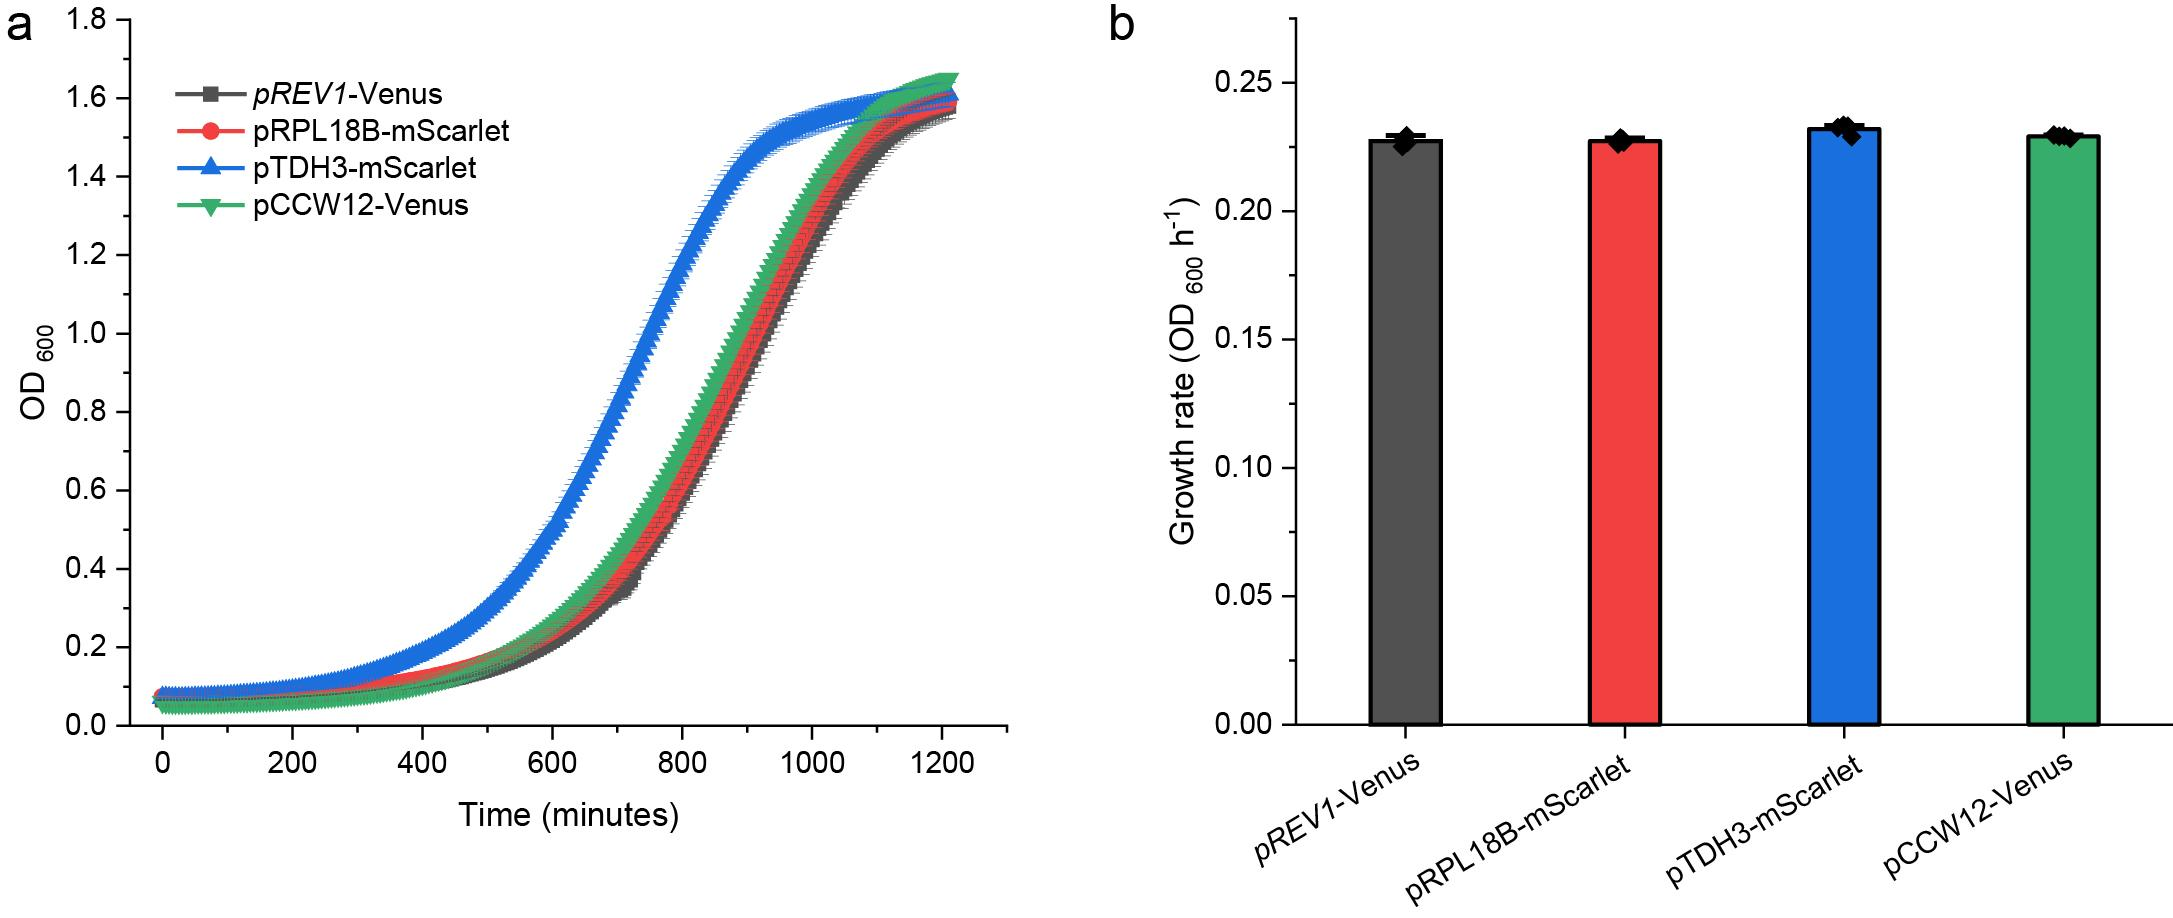 a
1.8
1.6
1.4
1.2
1.0
0.8
0.6
0.4
0.2
0.0
OD 600
pREV1-Venus
pRPL18B-mScarlet
pTDH3-mScarlet
pCCW12-Venus
0 200 400 600 800 1000 1200
Time (minutes)
b
0.25
0.20
0.15
0.10
0.05
0.00
Growth rate (OD 600 h-1)
pREV1-Venus
pRPL18B-mScarlet
pTDH3-mScarlet
pCCW12-Venus